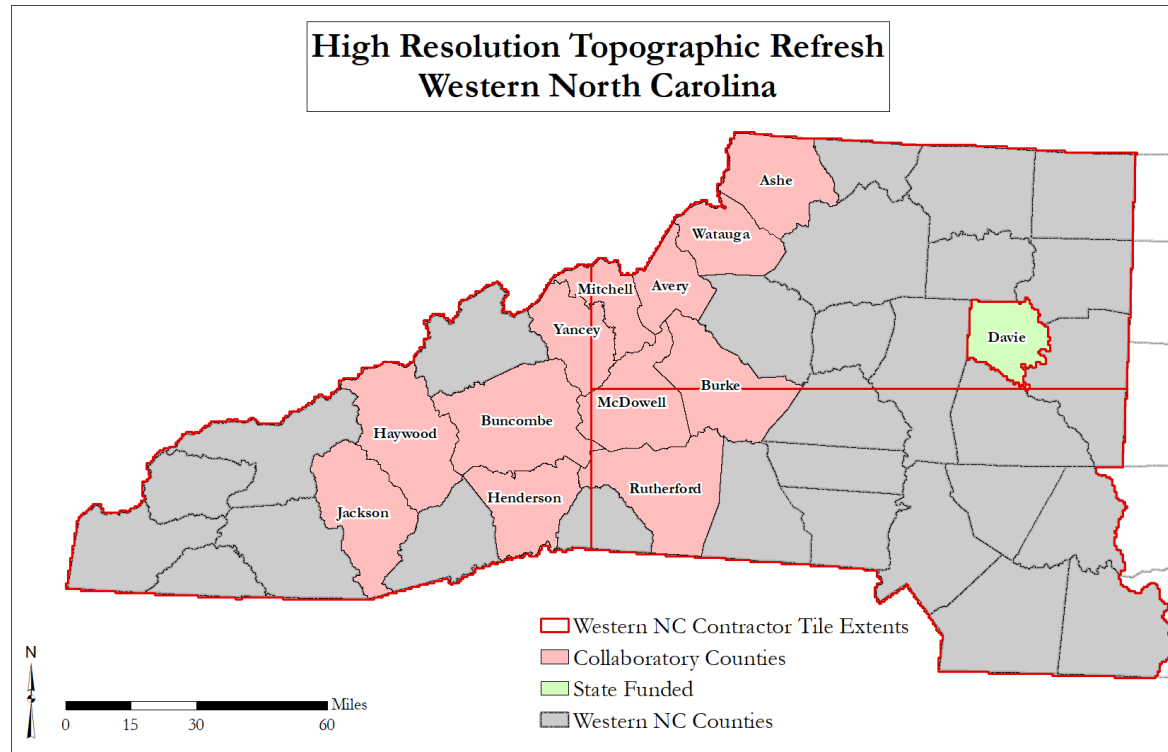 High Resolution Topographic Refresh
Western North Carolina
Ashe
Watauga
Mitchell
Avery
Yancey
Davie
Burke
McDowell
Buncombe
Haywood
Henderson
Rutherford
Jackson
Western NC Contractor Tile Extents
Collaboratory Counties
State Funded
Western NC Counties
N
Miles
0 15 30 60